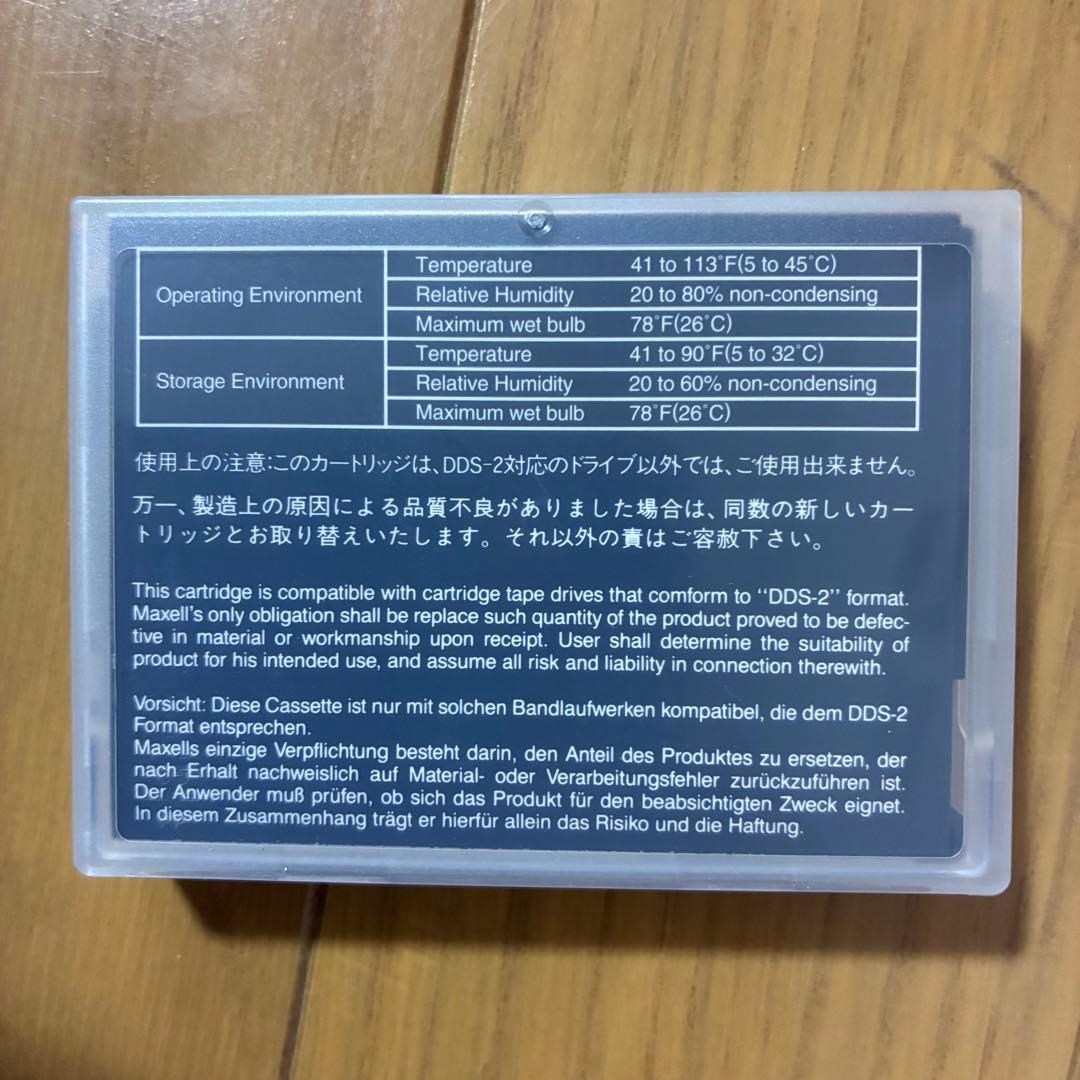 Operating Environment
Temperature 41 to 113°F(5 to 45°C)
Relative Humidity 20 to 80% non-condensing
Maximum wet bulb 78°F(26°C)
Storage Environment
Temperature 41 to 90°F(5 to 32°C)
Relative Humidity 20 to 60% non-condensing
Maximum wet bulb 78°F(26°C)
使用上の注意:このカートリッジは、DDS-2対応のドライブ以外では、ご使用出来ません。
万一、製造上の原因による品質不良がありました場合は、同数の新しいカー
トリッジとお取り替えいたします。それ以外の責はご容赦下さい。
This cartridge is compatible with cartridge tape drives that comform to “DDS-2” format.
Maxell's only obligation shall be replace such quantity of the product proved to be defec-
tive in material or workmanship upon receipt. User shall determine the suitability of
product for his intended use, and assume all risk and liability in connection therewith.
Vorsicht: Diese Cassette ist nur mit solchen Bandlaufwerken kompatibel, die dem DDS-2
Format entsprechen.
Maxells einzige Verpflichtung besteht darin, den Anteil des Produktes zu ersetzen, der
nach Erhalt nachweislich auf Material- oder Verarbeitungsfehler zurückzuführen ist.
Der Anwender muß prüfen, ob sich das Produkt für den beabsichtigten Zweck eignet.
In diesem Zusammenhang trägt er hierfür allein das Risiko und die Haftung.